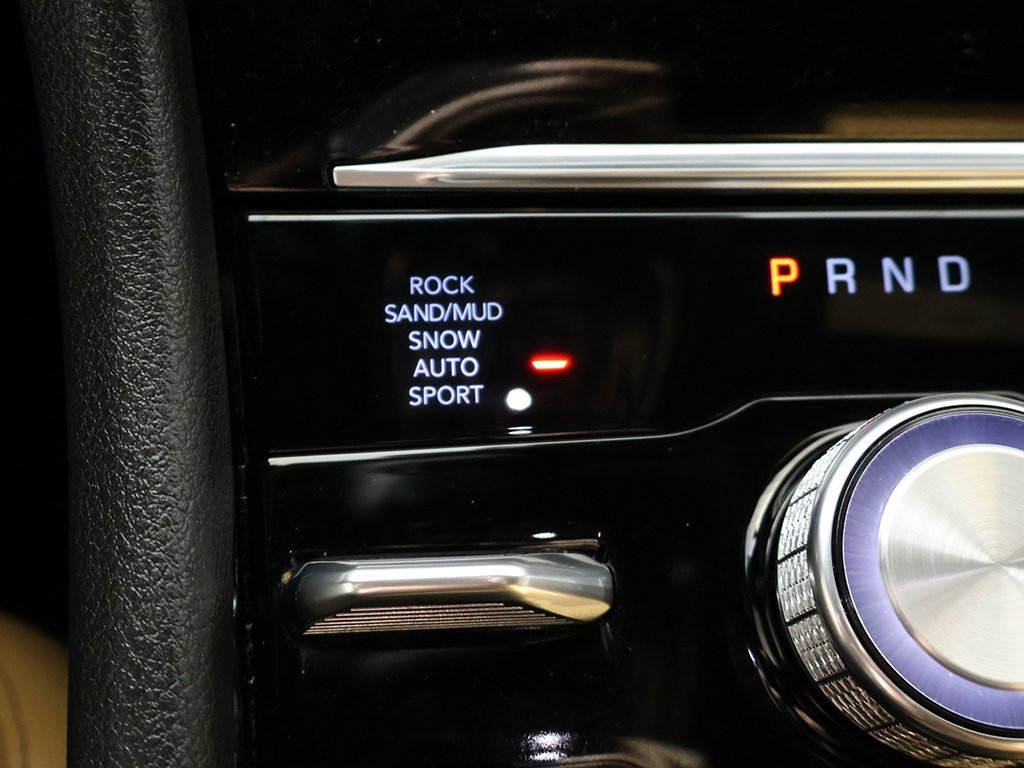 ROCK
SAND/MUD
SNOW
AUTO
SPORT
P R N D